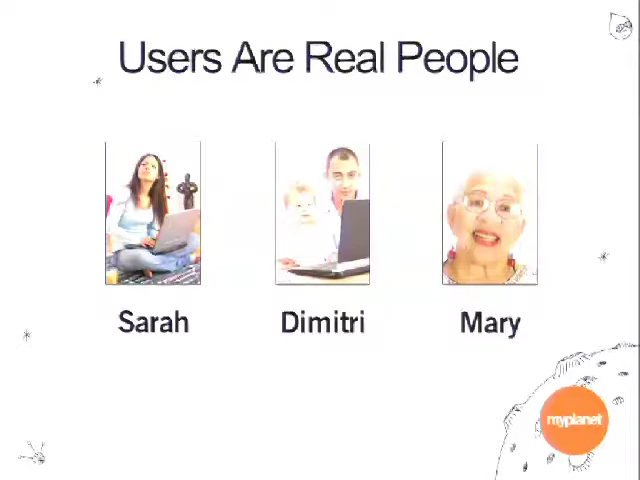 Users Are Real People
Sarah
Dimitri
Mary
myplanet